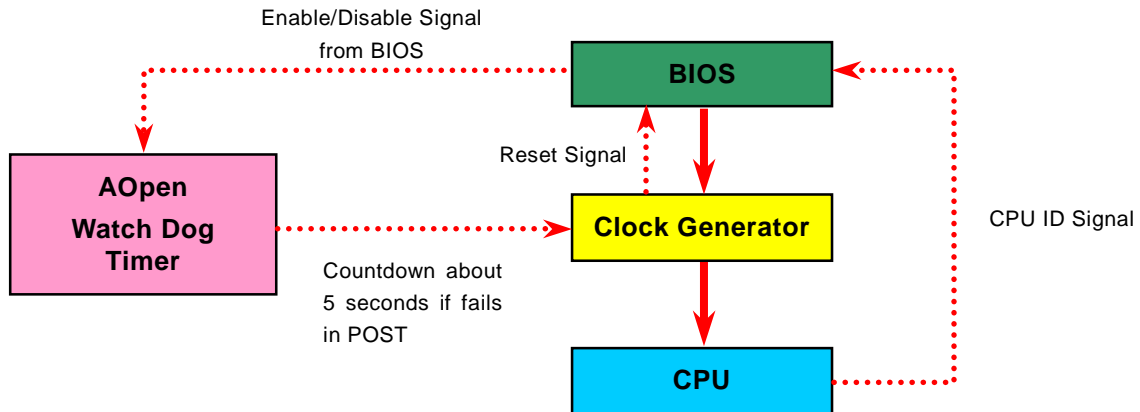 Enable/Disable Signal
from BIOS
BIOS
Reset Signal
AOpen
Watch Dog
Timer
Clock Generator
CPU ID Signal
Countdown about
5 seconds if fails
in POST
CPU